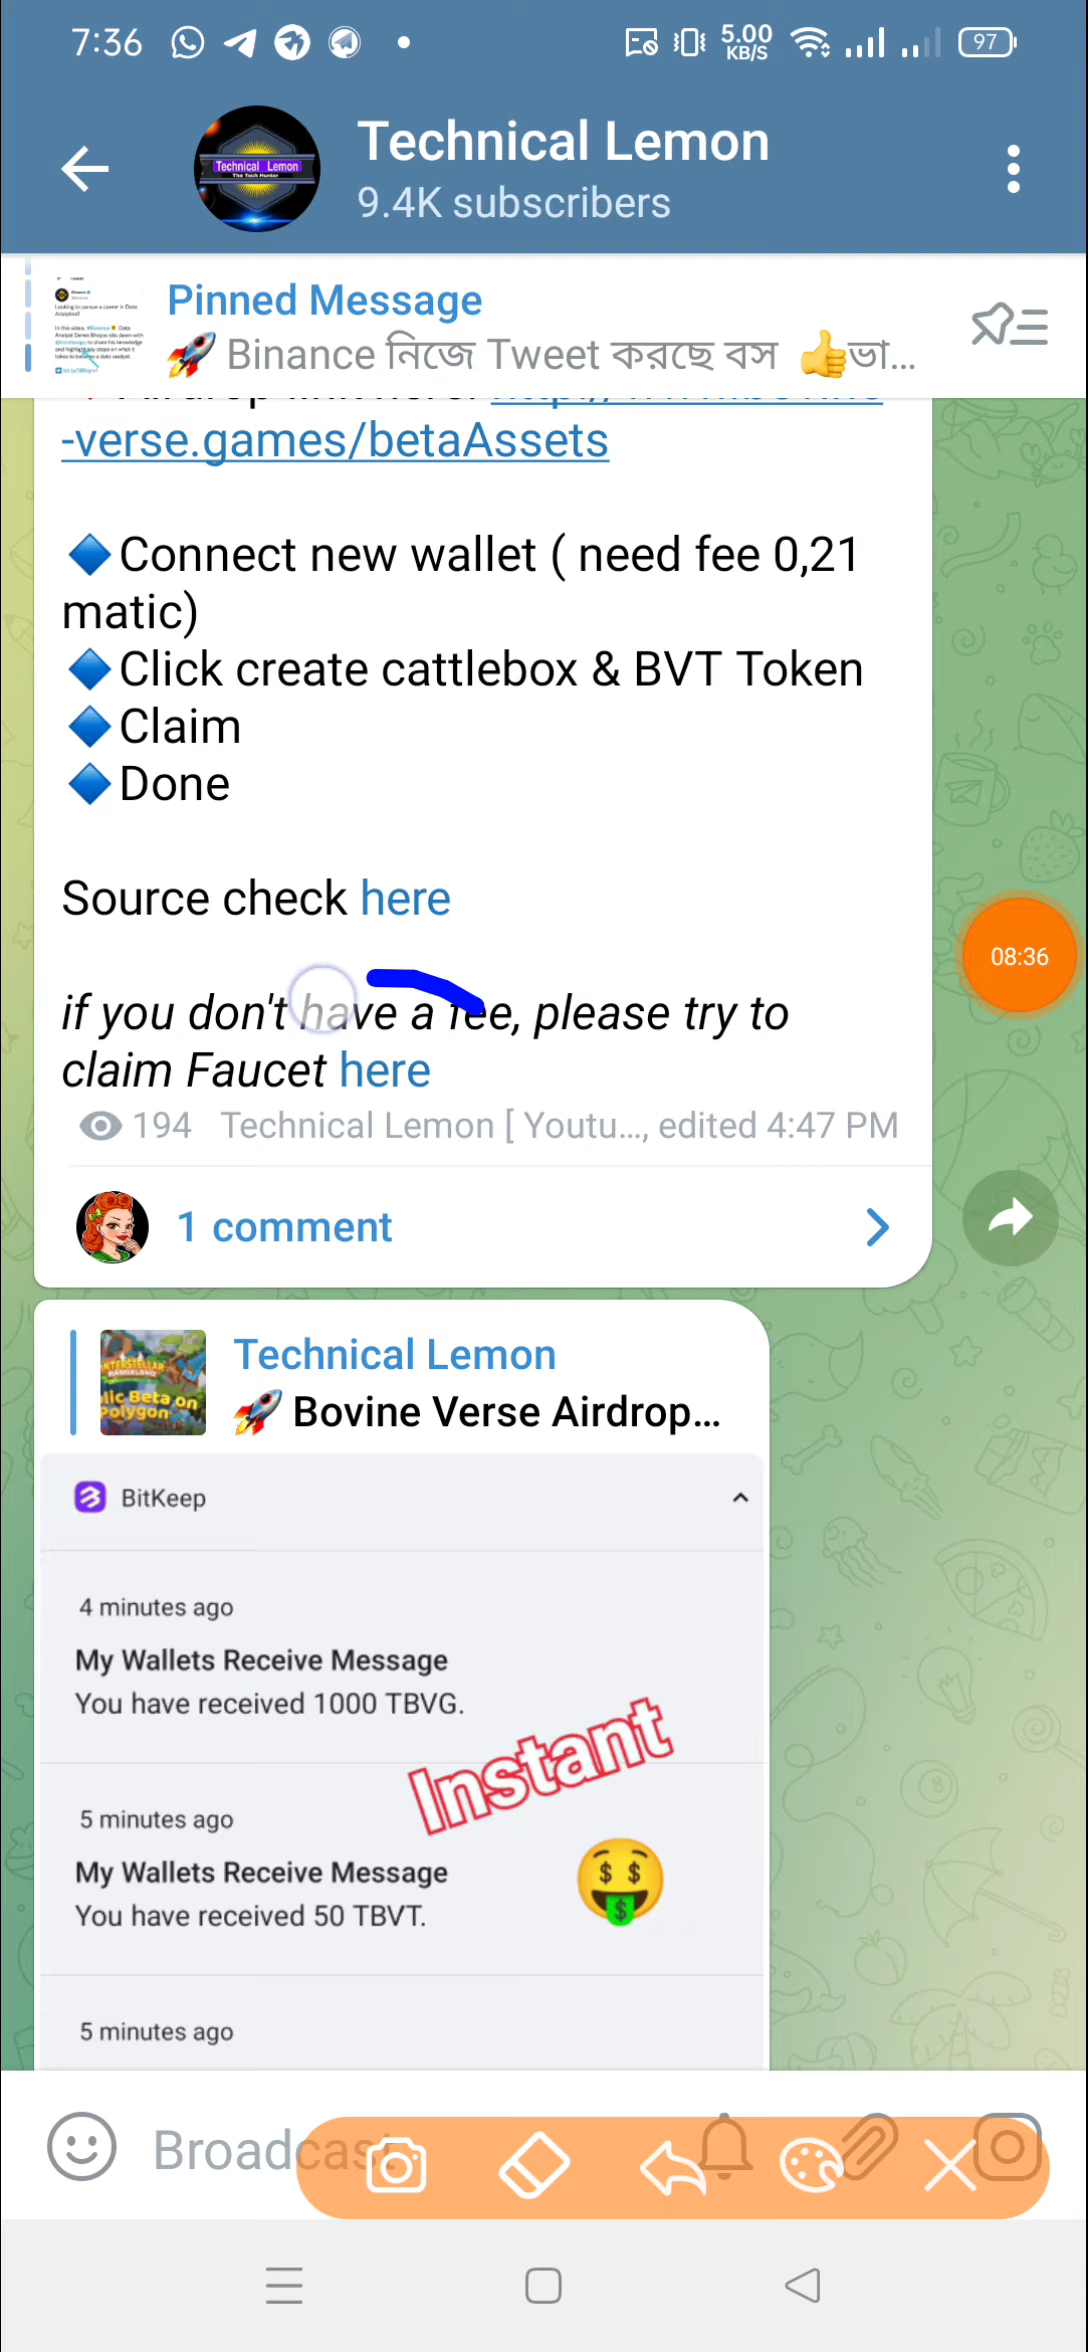 7:36
5.00
KB/S
97
Technical Lemon
Technical Lemon
9.4K subscribers
Pinned Message
🚀 Binance নিজে Tweet করছে বস 👍ভা...
Airdrop link here:
-verse.games/betaAssets
🔷Connect new wallet ( need fee 0,21
matic)
🔷Click create cattlebox & BVT Token
🔷Claim
🔷Done
Source check here
08:36
if you don't have a fee, please try to
claim Faucet here
194 Technical Lemon [ Youtu..., edited 4:47 PM
1 comment
Technical Lemon
🚀 Bovine Verse Airdrop...
BitKeep
4 minutes ago
My Wallets Receive Message
You have received 1000 TBVG.
Instant
5 minutes ago
My Wallets Receive Message
You have received 50 TBVT.
5 minutes ago
Broadcast